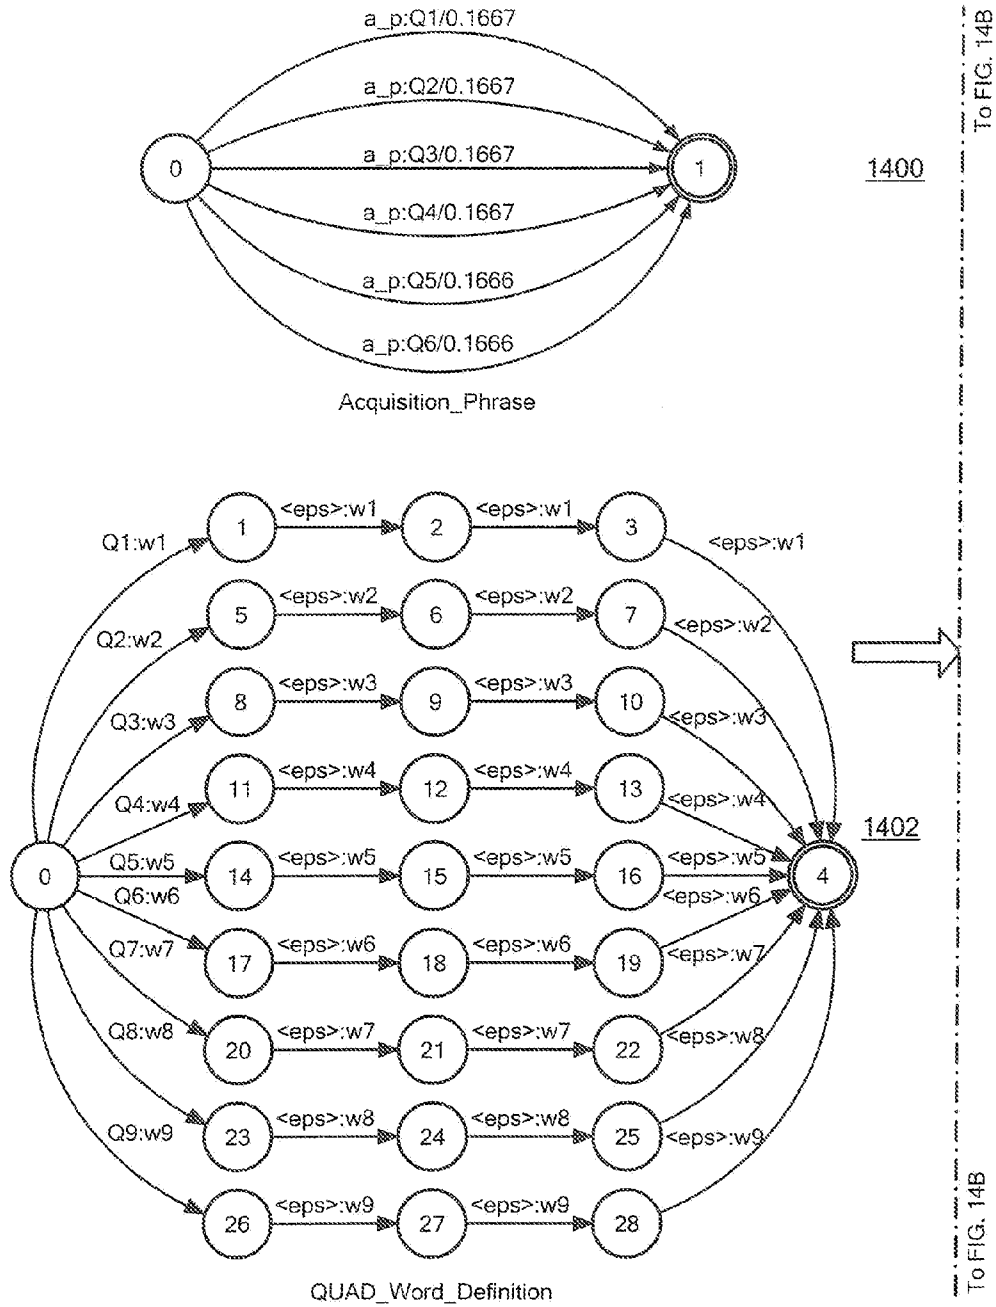 a_p:Q1/0.1667
a_p:Q2/0.1667
0
a_p:Q3/0.1667
1
a_p:Q4/0.1667
a_p:Q5/0.1666
a_p:Q6/0.1666
Acquisition_Phrase
1400
To FIG. 14B
Q1:w1
1
<eps>:w1
2
<eps>:w1
3
<eps>:w1
Q2:w2
5
<eps>:w2
6
<eps>:w2
7
<eps>:w2
Q3:w3
8
<eps>:w3
9
<eps>:w3
10
<eps>:w3
Q4:w4
11
<eps>:w4
12
<eps>:w4
13
<eps>:w4
0
Q5:w5
14
<eps>:w5
15
<eps>:w5
16
<eps>:w5
4
1402
Q6:w6
17
<eps>:w6
18
<eps>:w6
19
<eps>:w6
Q7:w7
20
<eps>:w7
21
<eps>:w7
22
<eps>:w7
Q8:w8
23
<eps>:w8
24
<eps>:w8
25
<eps>:w8
Q9:w9
26
<eps>:w9
27
<eps>:w9
28
<eps>:w9
QUAD_Word_Definition
To FIG. 14B